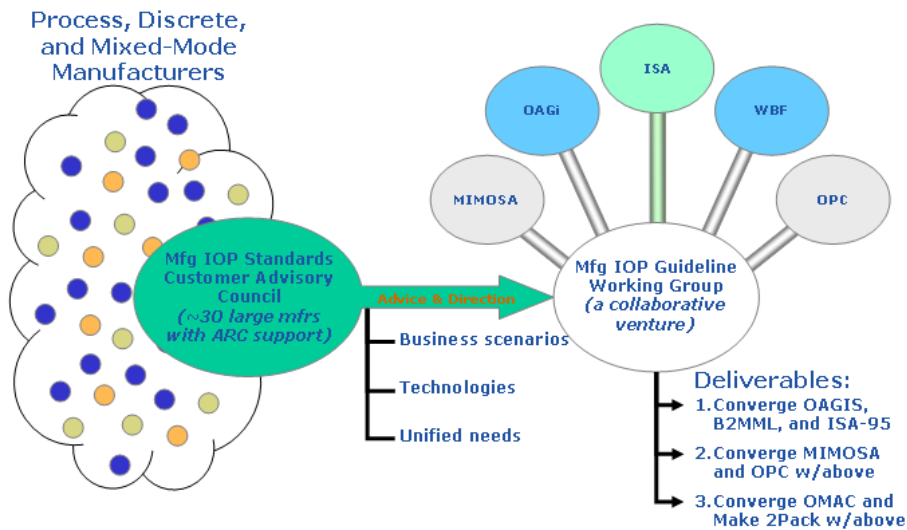 Process, Discrete,
and Mixed-Mode
Manufacturers
ISA
OAGi
WBF
MIMOSA
OPC
Mfg IOP Standards
Customer Advisory
Council
(~30 large mfrs
with ARC support)
Advice & Direction
Mfg IOP Guideline
Working Group
(a collaborative
venture)
Business scenarios
Technologies
Unified needs
Deliverables:
1.Converge OAGIS,
B2MML, and ISA-95
2.Converge MIMOSA
and OPC w/above
3.Converge OMAC and
Make 2Pack w/above